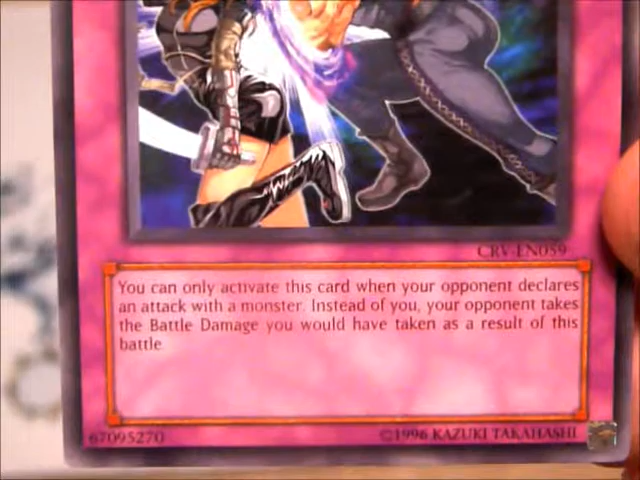 CRV-EN059
You can only activate this card when your opponent declares
an attack with a monster. Instead of you, your opponent takes
the Battle Damage you would have taken as a result of this
battle.
67095270 ©1996 KAZUKI TAKAHASHI